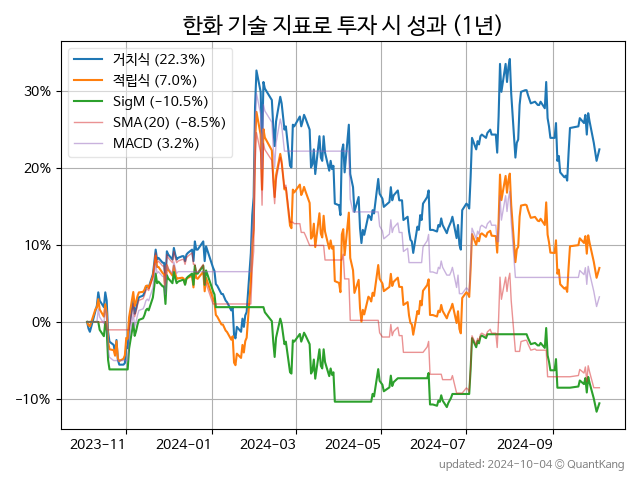 한화 기술 지표로 투자 시 성과 (1년)
거치식 (22.3%)
적립식 (7.0%)
SigM (−10.5%)
SMA(20) (−8.5%)
MACD (3.2%)
30%
20%
10%
0%
−10%
2023-11 2024-01 2024-03 2024-05 2024-07 2024-09
updated: 2024-10-04 © QuantKang